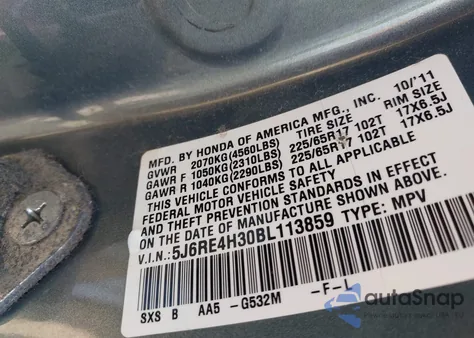 MFD. BY HONDA OF AMERICA MFG., INC. 10/'11
GVWR 2070KG(4560LBS) TIRE SIZE RIM SIZE
GAWR F 1050KG(2310LBS) 225/65R17 102T 17X6.5J
GAWR R 1040KG(2290LBS) 225/65R17 102T 17X6.5J
THIS VEHICLE CONFORMS TO ALL APPLICABLE
FEDERAL MOTOR VEHICLE SAFETY
AND THEFT PREVENTION STANDARDS IN EFFECT
ON THE DATE OF MANUFACTURE SHOWN ABOVE.
V.I.N.: 5J6RE4H30BL113859 TYPE: MPV
SXS B AA5 -G532M -F-L
autoSnap